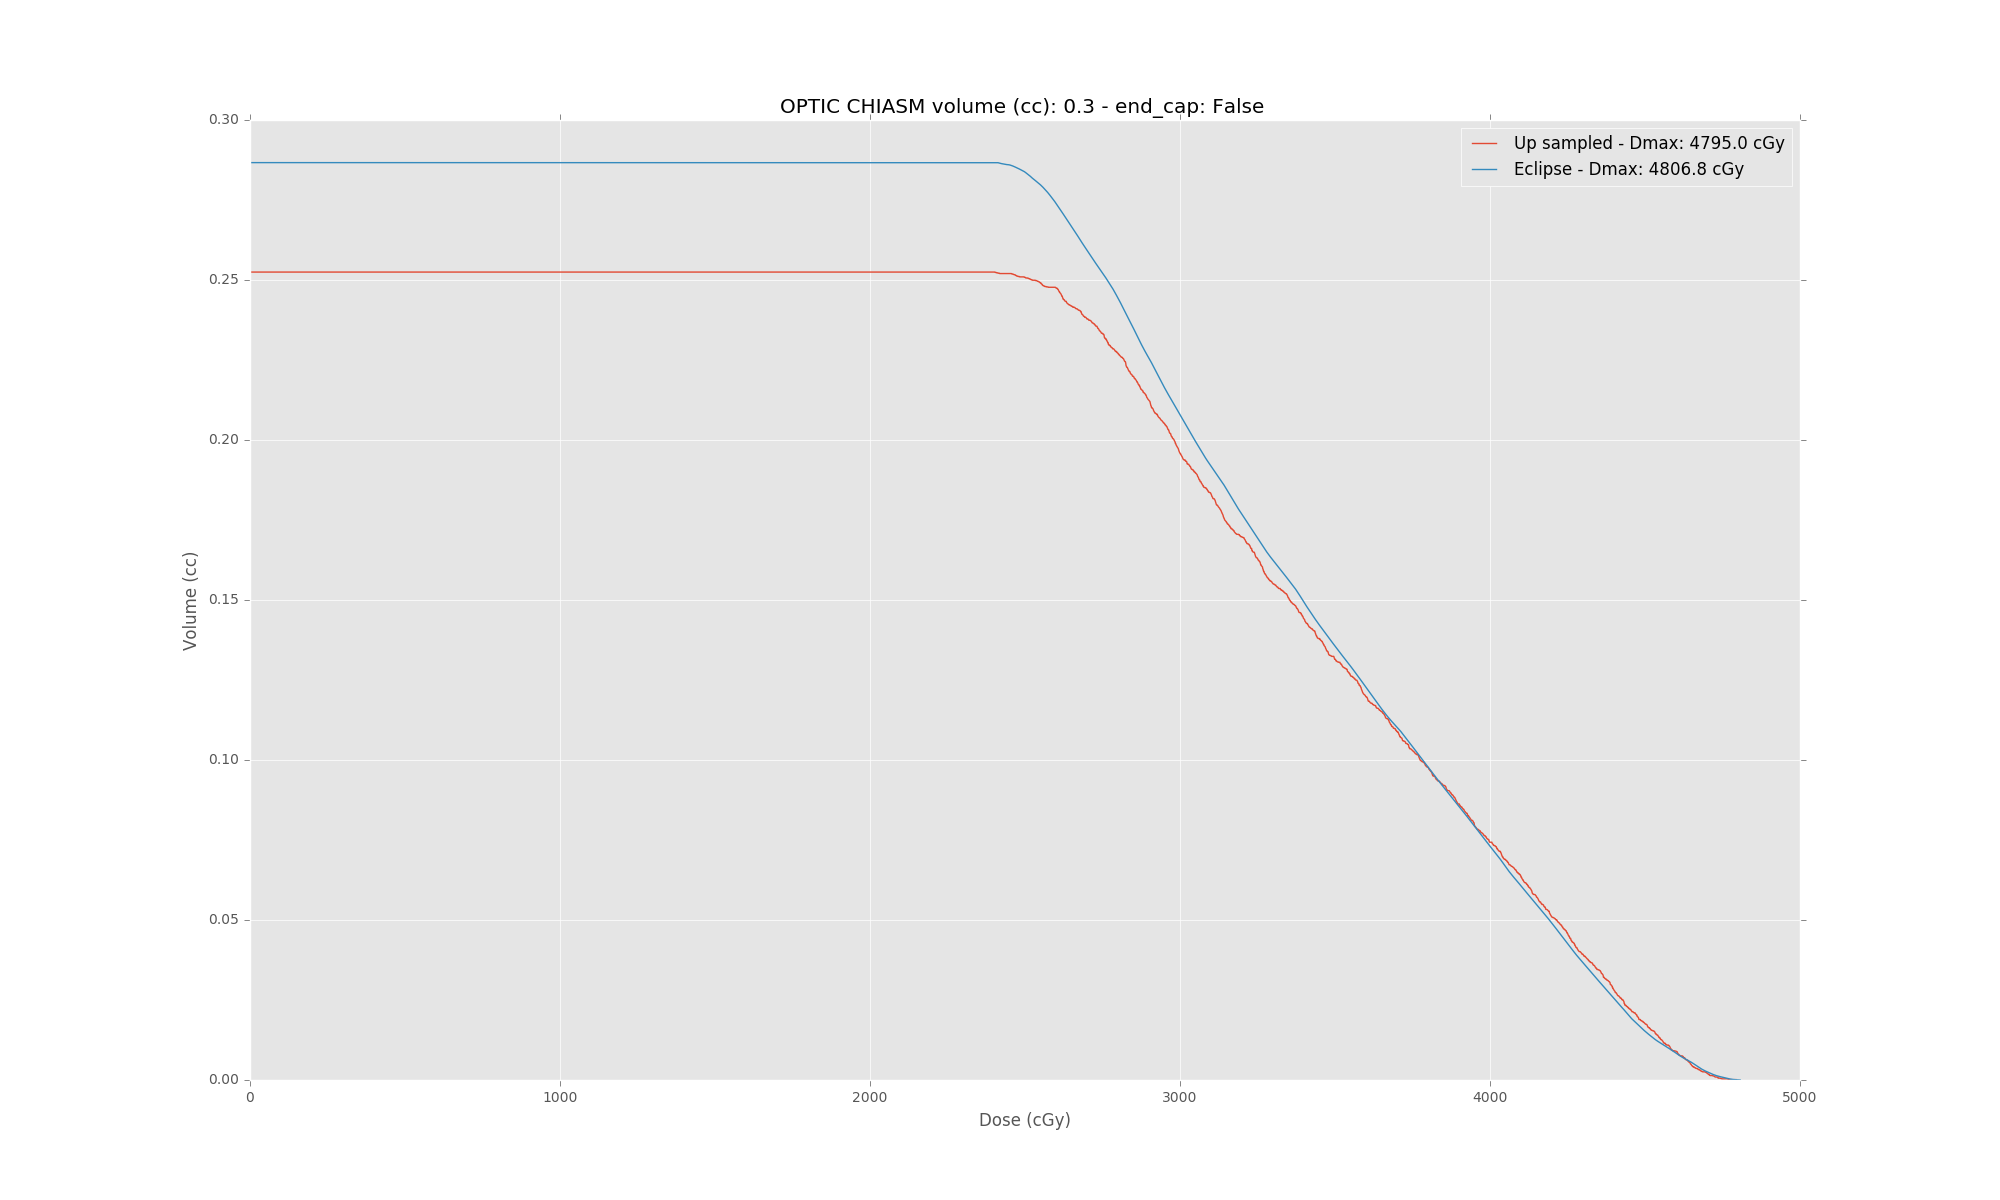 OPTIC CHIASM volume (cc): 0.3 - end_cap: False
Up sampled - Dmax: 4795.0 cGy
Eclipse - Dmax: 4806.8 cGy
0.30
0.25
0.20
0.15
0.10
0.05
0.00
Volume (cc)
0 1000 2000 3000 4000 5000
Dose (cGy)